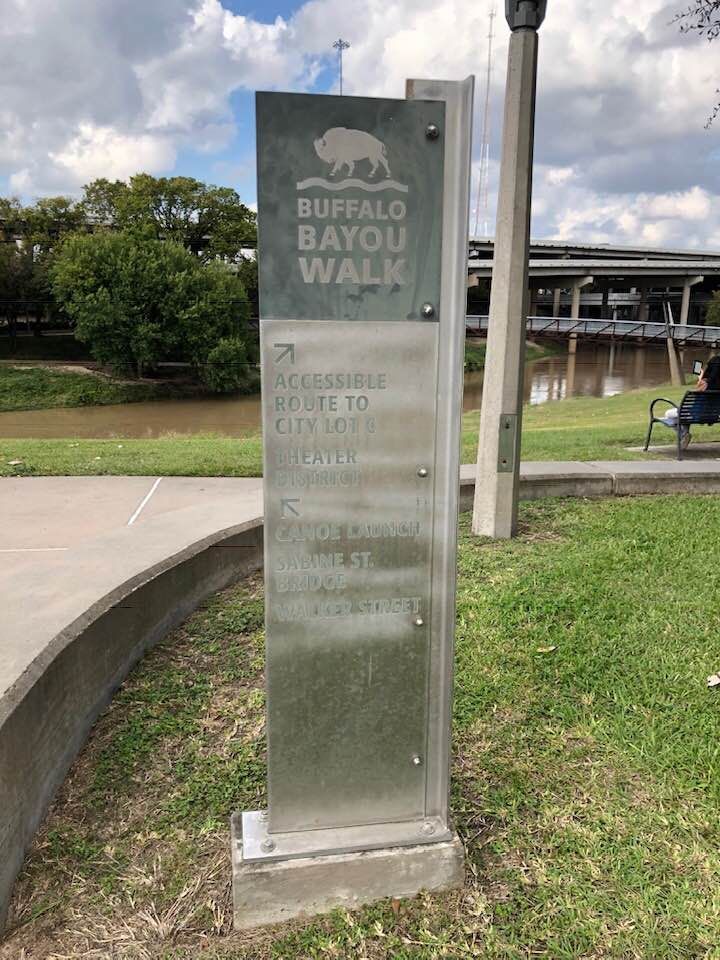 BUFFALO
BAYOU
WALK
ACCESSIBLE
ROUTE TO
CITY LOT C
THEATER
DISTRICT
CANOE LAUNCH
SABINE ST.
BRIDGE
WALKER STREET